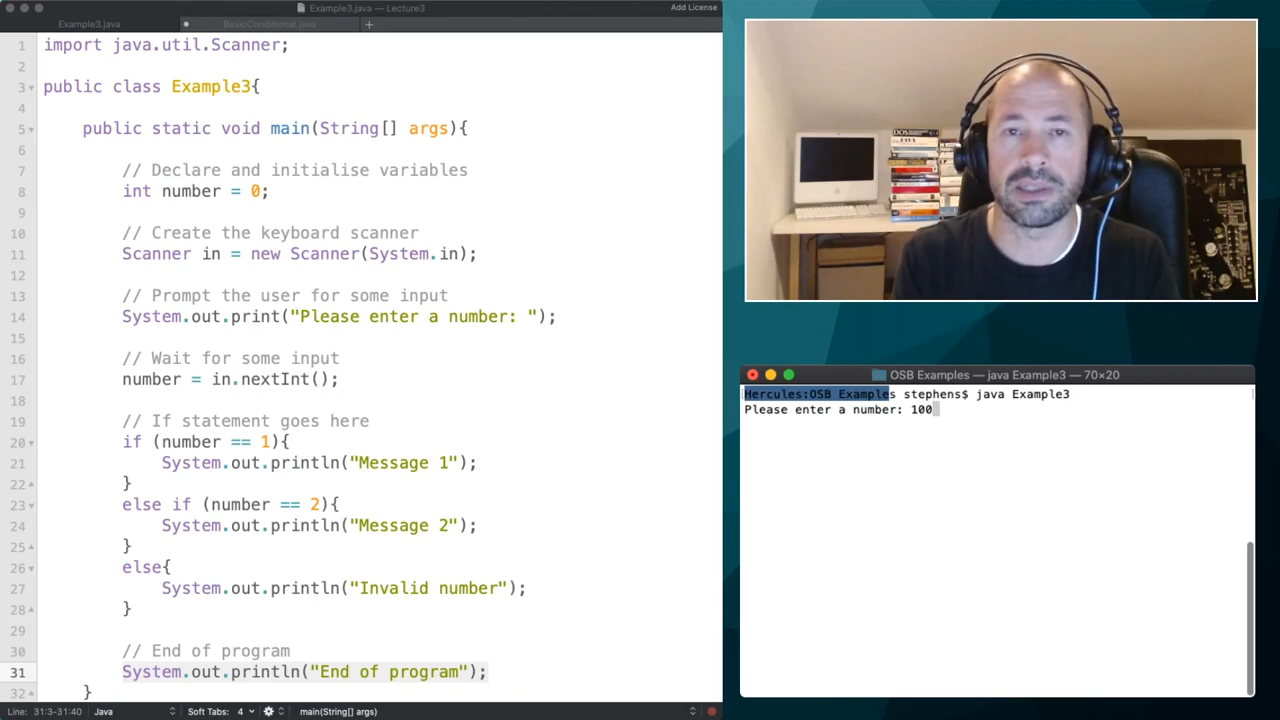 Example3.java — Lecture3
Add License
Example3.java
BasicConditional.java
+
1 import java.util.Scanner;
2
3 public class Example3{
4
5 public static void main(String[] args){
6
7 // Declare and initialise variables
8 int number = 0;
9
10 // Create the keyboard scanner
11 Scanner in = new Scanner(System.in);
12
13 // Prompt the user for some input
14 System.out.print("Please enter a number: ");
15
16 // Wait for some input
17 number = in.nextInt();
18
19 // If statement goes here
20 if (number == 1){
21 System.out.println("Message 1");
22 }
23 else if (number == 2){
24 System.out.println("Message 2");
25 }
26 else{
27 System.out.println("Invalid number");
28 }
29
30 // End of program
31 System.out.println("End of program");
32 }
Line: 31:3-31:40 Java Soft Tabs: 4 main(String[] args)
DOS
JAVA
OSB Examples — java Example3 — 70×20
[Hercules:OSB Examples stephens$ java Example3 ]
Please enter a number: 100